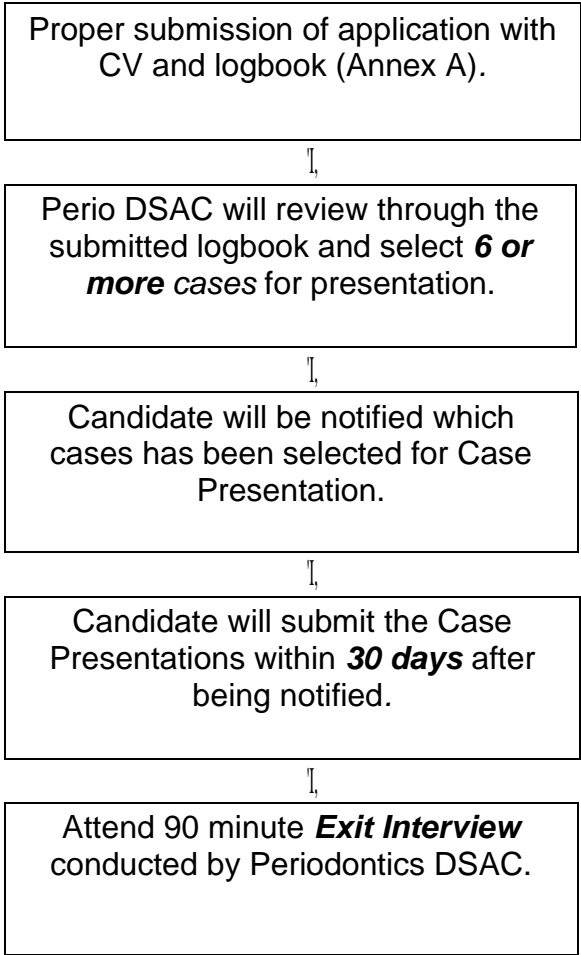 Proper submission of application with
CV and logbook (Annex A).
Perio DSAC will review through the
submitted logbook and select 6 or
more cases for presentation.
Candidate will be notified which
cases has been selected for Case
Presentation.
Candidate will submit the Case
Presentations within 30 days after
being notified.
Attend 90 minute Exit Interview
conducted by Periodontics DSAC.